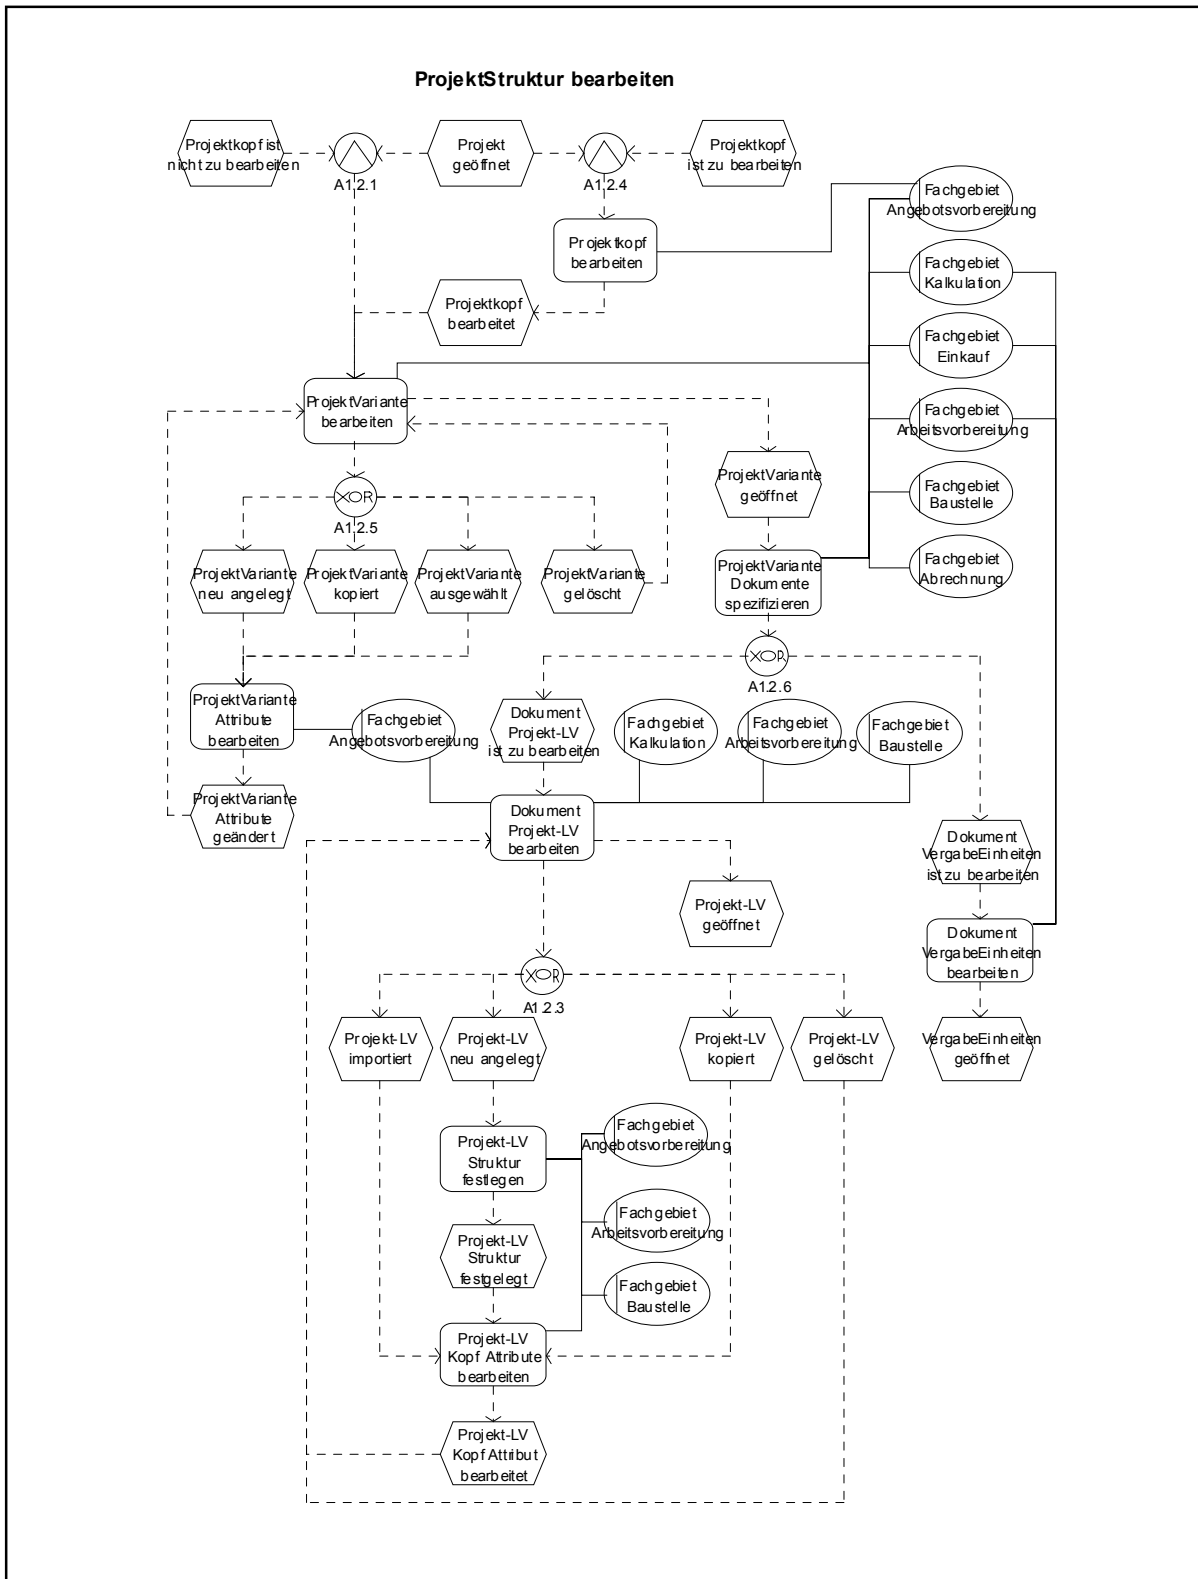 ProjektStruktur bearbeiten
Projektkopf ist
nicht zu bearbeiten
Projekt
geöffnet
Projektkopf
ist zu bearbeiten
A1.2.1
A1.2.4
Fachgebiet
Angebotsvorbereitung
Projektkopf
bearbeiten
Fachgebiet
Kalkulation
Projektkopf
bearbeitet
Fachgebiet
Einkauf
ProjektVariante
bearbeiten
Fachgebiet
Arbeitsvorbereitung
ProjektVariante
geöffnet
Fachgebiet
Baustelle
XOR
A1.2.5
ProjektVariante
neu angelegt
ProjektVariante
kopiert
ProjektVariante
ausgewählt
ProjektVariante
gelöscht
ProjektVariante
Dokumente
spezifizieren
Fachgebiet
Abrechnung
XOR
A1.2.6
ProjektVariante
Attribute
bearbeiten
Fachgebiet
Angebotsvorbereitung
Dokument
Projekt-LV
ist zu bearbeiten
Fachgebiet
Kalkulation
Fachgebiet
Arbeitsvorbereitung
Fachgebiet
Baustelle
ProjektVariante
Attribute
geändert
Dokument
Projekt-LV
bearbeiten
Dokument
VergabeEinheiten
ist zu bearbeiten
Projekt-LV
geöffnet
Dokument
VergabeEinheiten
bearbeiten
XOR
A1.2.3
Projekt-LV
importiert
Projekt-LV
neu angelegt
Projekt-LV
kopiert
Projekt-LV
gelöscht
VergabeEinheiten
geöffnet
Projekt-LV
Struktur
festlegen
Fachgebiet
Angebotsvorbereitung
Fachgebiet
Arbeitsvorbereitung
Projekt-LV
Struktur
festgelegt
Fachgebiet
Baustelle
Projekt-LV
Kopf Attribute
bearbeiten
Projekt-LV
Kopf Attribut
bearbeitet